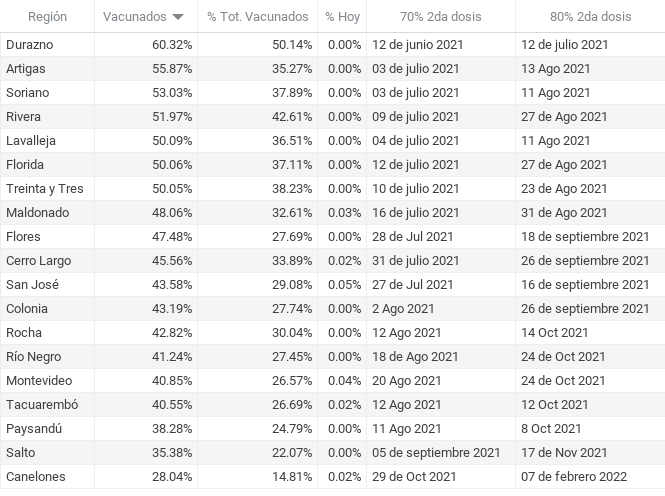 Región Vacunados % Tot. Vacunados % Hoy 70% 2da dosis 80% 2da dosis
Durazno 60.32% 50.14% 0.00% 12 de junio 2021 12 de julio 2021
Artigas 55.87% 35.27% 0.00% 03 de julio 2021 13 Ago 2021
Soriano 53.03% 37.89% 0.00% 03 de julio 2021 11 Ago 2021
Rivera 51.97% 42.61% 0.00% 09 de julio 2021 27 de Ago 2021
Lavalleja 50.09% 36.51% 0.00% 04 de julio 2021 11 Ago 2021
Florida 50.06% 37.11% 0.00% 12 de julio 2021 27 de Ago 2021
Treinta y Tres 50.05% 38.23% 0.00% 10 de julio 2021 23 de Ago 2021
Maldonado 48.06% 32.61% 0.03% 16 de julio 2021 31 de Ago 2021
Flores 47.48% 27.69% 0.00% 28 de Jul 2021 18 de septiembre 2021
Cerro Largo 45.56% 33.89% 0.02% 31 de julio 2021 26 de septiembre 2021
San José 43.58% 29.08% 0.05% 27 de Jul 2021 16 de septiembre 2021
Colonia 43.19% 27.74% 0.00% 2 Ago 2021 26 de septiembre 2021
Rocha 42.82% 30.04% 0.00% 12 Ago 2021 14 Oct 2021
Río Negro 41.24% 27.45% 0.00% 18 de Ago 2021 24 de Oct 2021
Montevideo 40.85% 26.57% 0.04% 20 Ago 2021 24 de Oct 2021
Tacuarembó 40.55% 26.69% 0.02% 12 Ago 2021 12 Oct 2021
Paysandú 38.28% 24.79% 0.00% 11 Ago 2021 8 Oct 2021
Salto 35.38% 22.07% 0.00% 05 de septiembre 2021 17 de Nov 2021
Canelones 28.04% 14.81% 0.02% 29 de Oct 2021 07 de febrero 2022